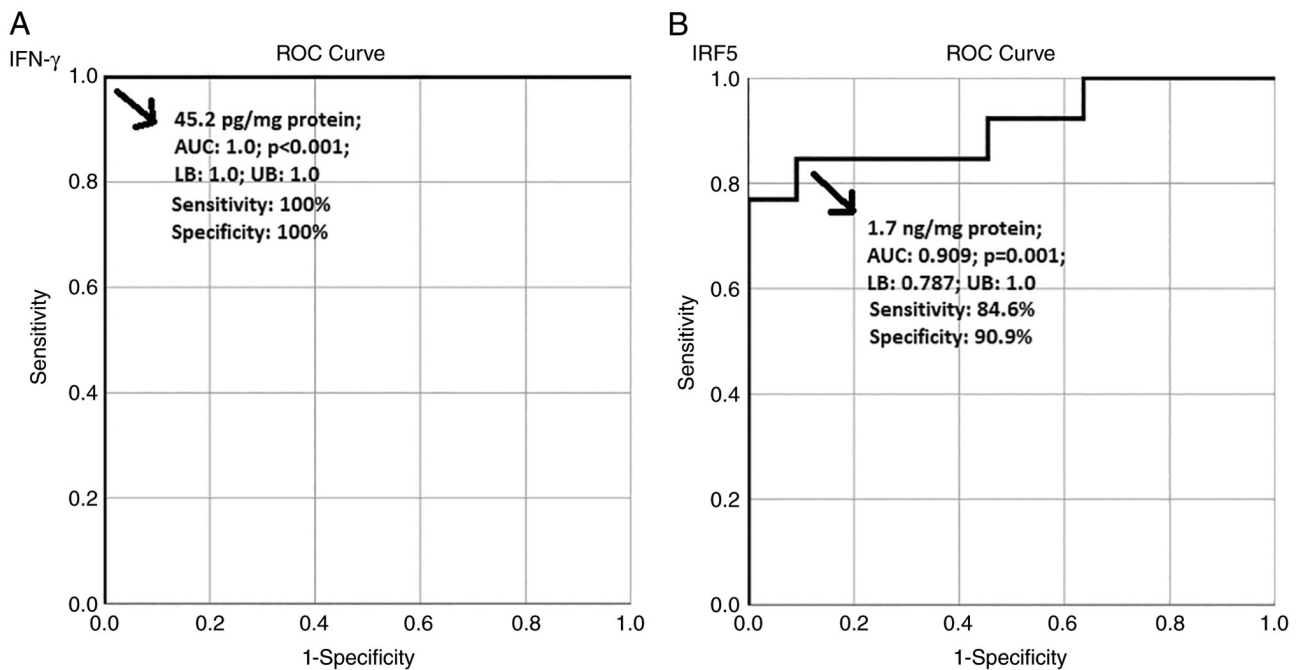 A
IFN-γ
ROC Curve
1.0
0.8
0.6
0.4
0.2
0.0
Sensitivity
45.2 pg/mg protein;
AUC: 1.0; p<0.001;
LB: 1.0; UB: 1.0
Sensitivity: 100%
Specificity: 100%
0.0 0.2 0.4 0.6 0.8 1.0
1-Specificity
B
IRF5
ROC Curve
1.0
0.8
0.6
0.4
0.2
0.0
Sensitivity
1.7 ng/mg protein;
AUC: 0.909; p=0.001;
LB: 0.787; UB: 1.0
Sensitivity: 84.6%
Specificity: 90.9%
0.0 0.2 0.4 0.6 0.8 1.0
1-Specificity